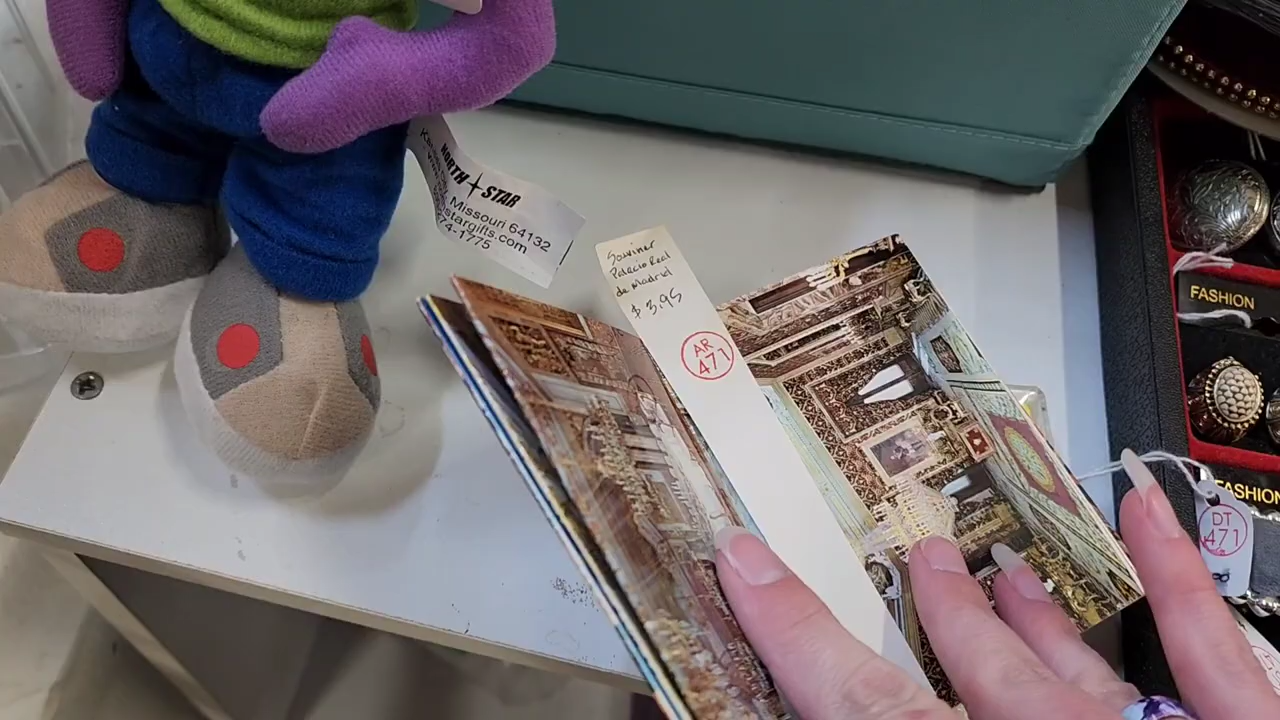 NORTH STAR
Missouri 64132
stargifts.com
74-1775
Souviner
Palacio Real
de Madrid
$ 3.95
AR
471
FASHION
FASHION
DT
471